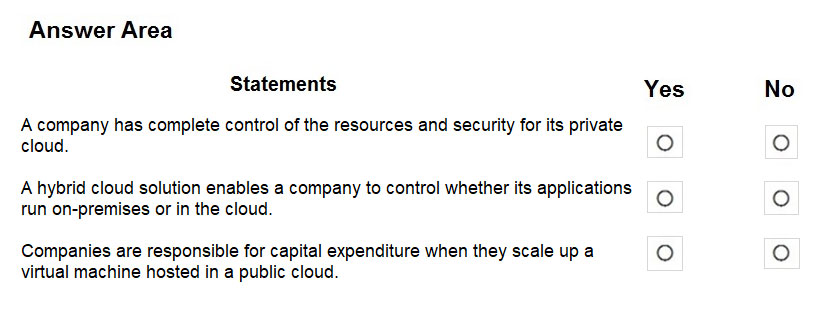 Answer Area
Statements
Yes
No
A company has complete control of the resources and security for its private
cloud.
A hybrid cloud solution enables a company to control whether its applications
run on-premises or in the cloud.
Companies are responsible for capital expenditure when they scale up a
virtual machine hosted in a public cloud.